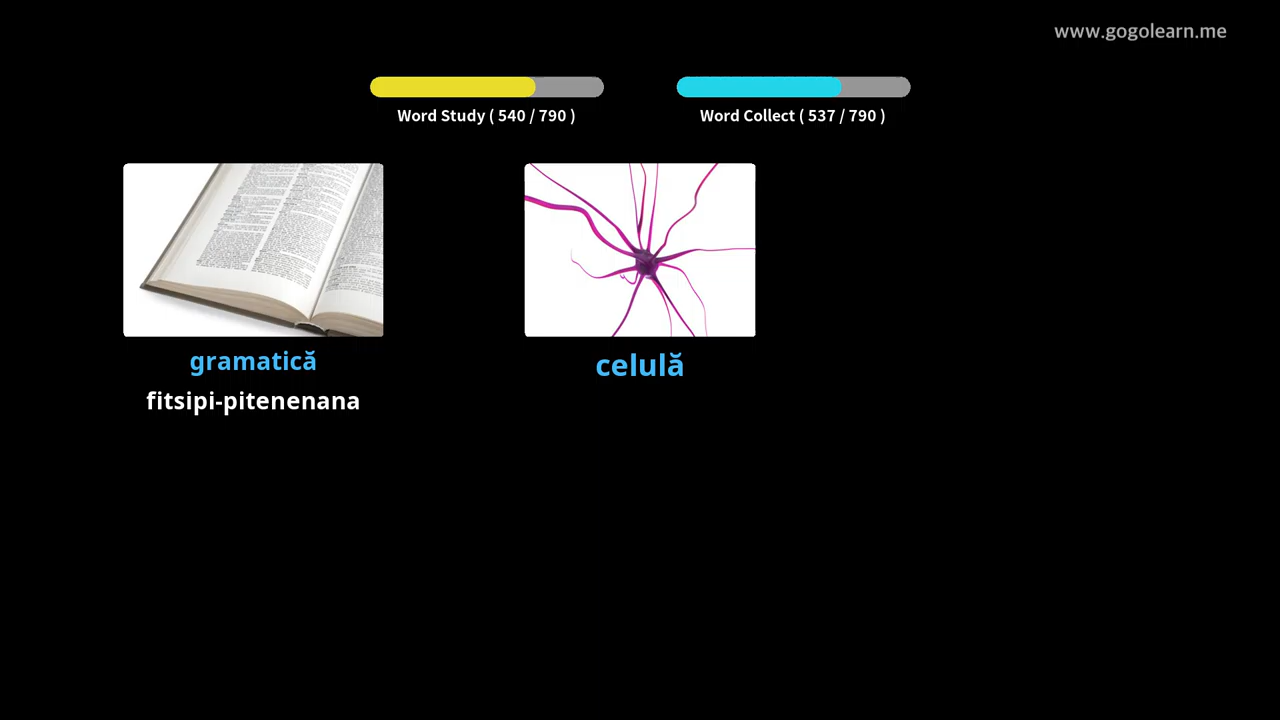 www.gogolearn.me
Word Study ( 540 / 790 )
Word Collect ( 537 / 790 )
gramatică
celulă
fitsipi-pitenenana